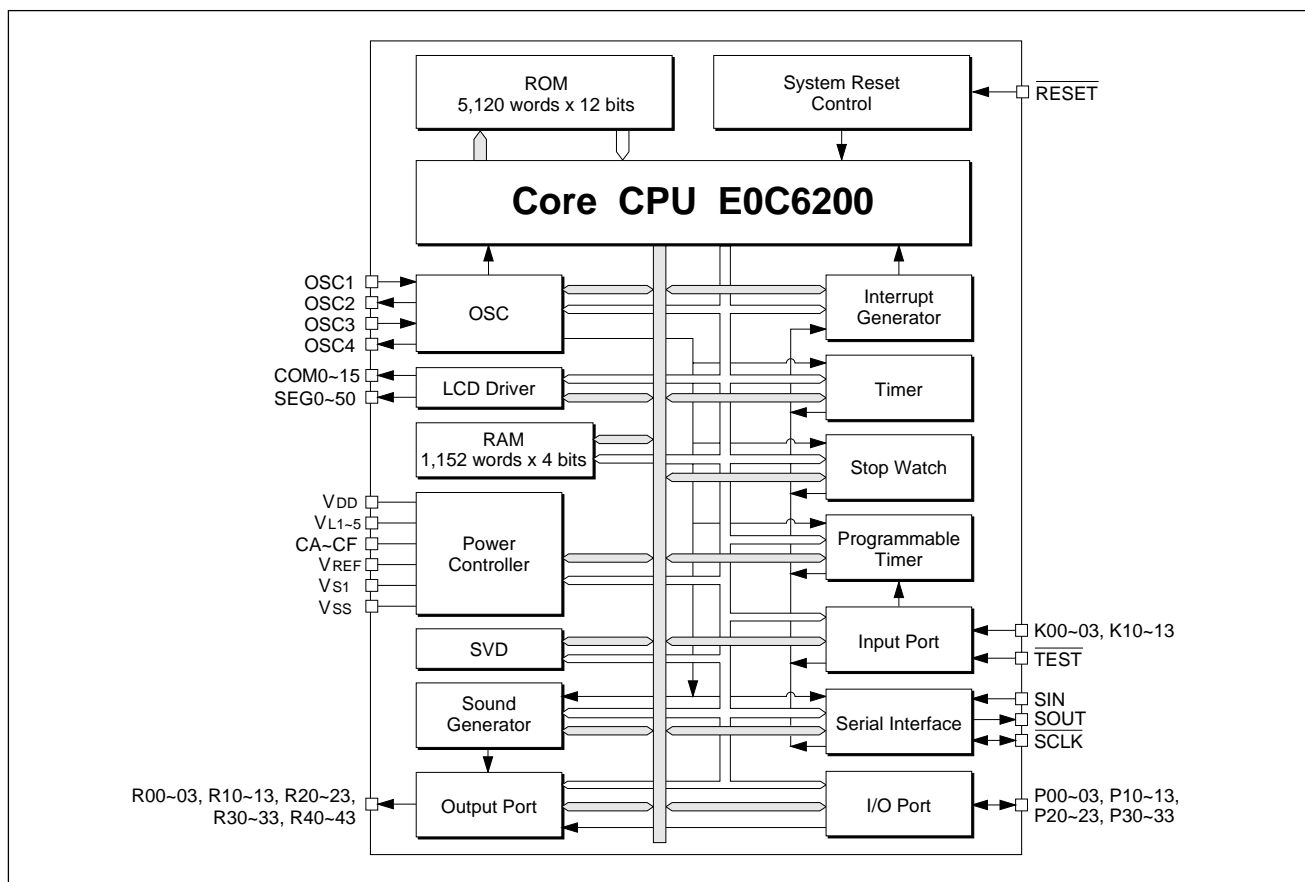 ROM
5,120 words x 12 bits
System Reset
Control
RESET
Core CPU E0C6200
OSC1
OSC2
OSC3
OSC4
OSC
Interrupt
Generator
COM0~15
SEG0~50
LCD Driver
Timer
RAM
1,152 words x 4 bits
Stop Watch
VDD
VL1~5
CA~CF
VREF
VS1
VSS
Power
Controller
Programmable
Timer
SVD
Input Port
K00~03, K10~13
TEST
Sound
Generator
Serial Interface
SIN
SOUT
SCLK
R00~03, R10~13, R20~23,
R30~33, R40~43
Output Port
I/O Port
P00~03, P10~13,
P20~23, P30~33